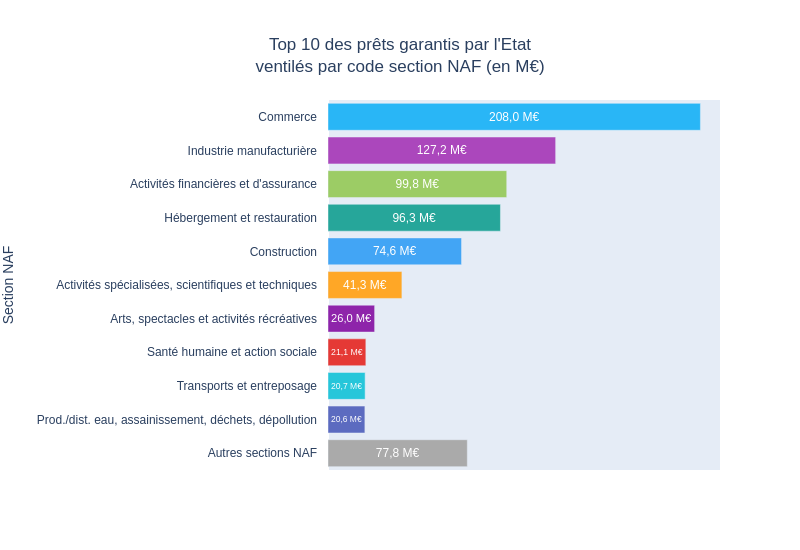 Top 10 des prêts garantis par l'Etat
ventilés par code section NAF (en M€)
Section NAF
Commerce 208,0 M€
Industrie manufacturière 127,2 M€
Activités financières et d'assurance 99,8 M€
Hébergement et restauration 96,3 M€
Construction 74,6 M€
Activités spécialisées, scientifiques et techniques 41,3 M€
Arts, spectacles et activités récréatives 26,0 M€
Santé humaine et action sociale 21,1 M€
Transports et entreposage 20,7 M€
Prod./dist. eau, assainissement, déchets, dépollution 20,6 M€
Autres sections NAF 77,8 M€